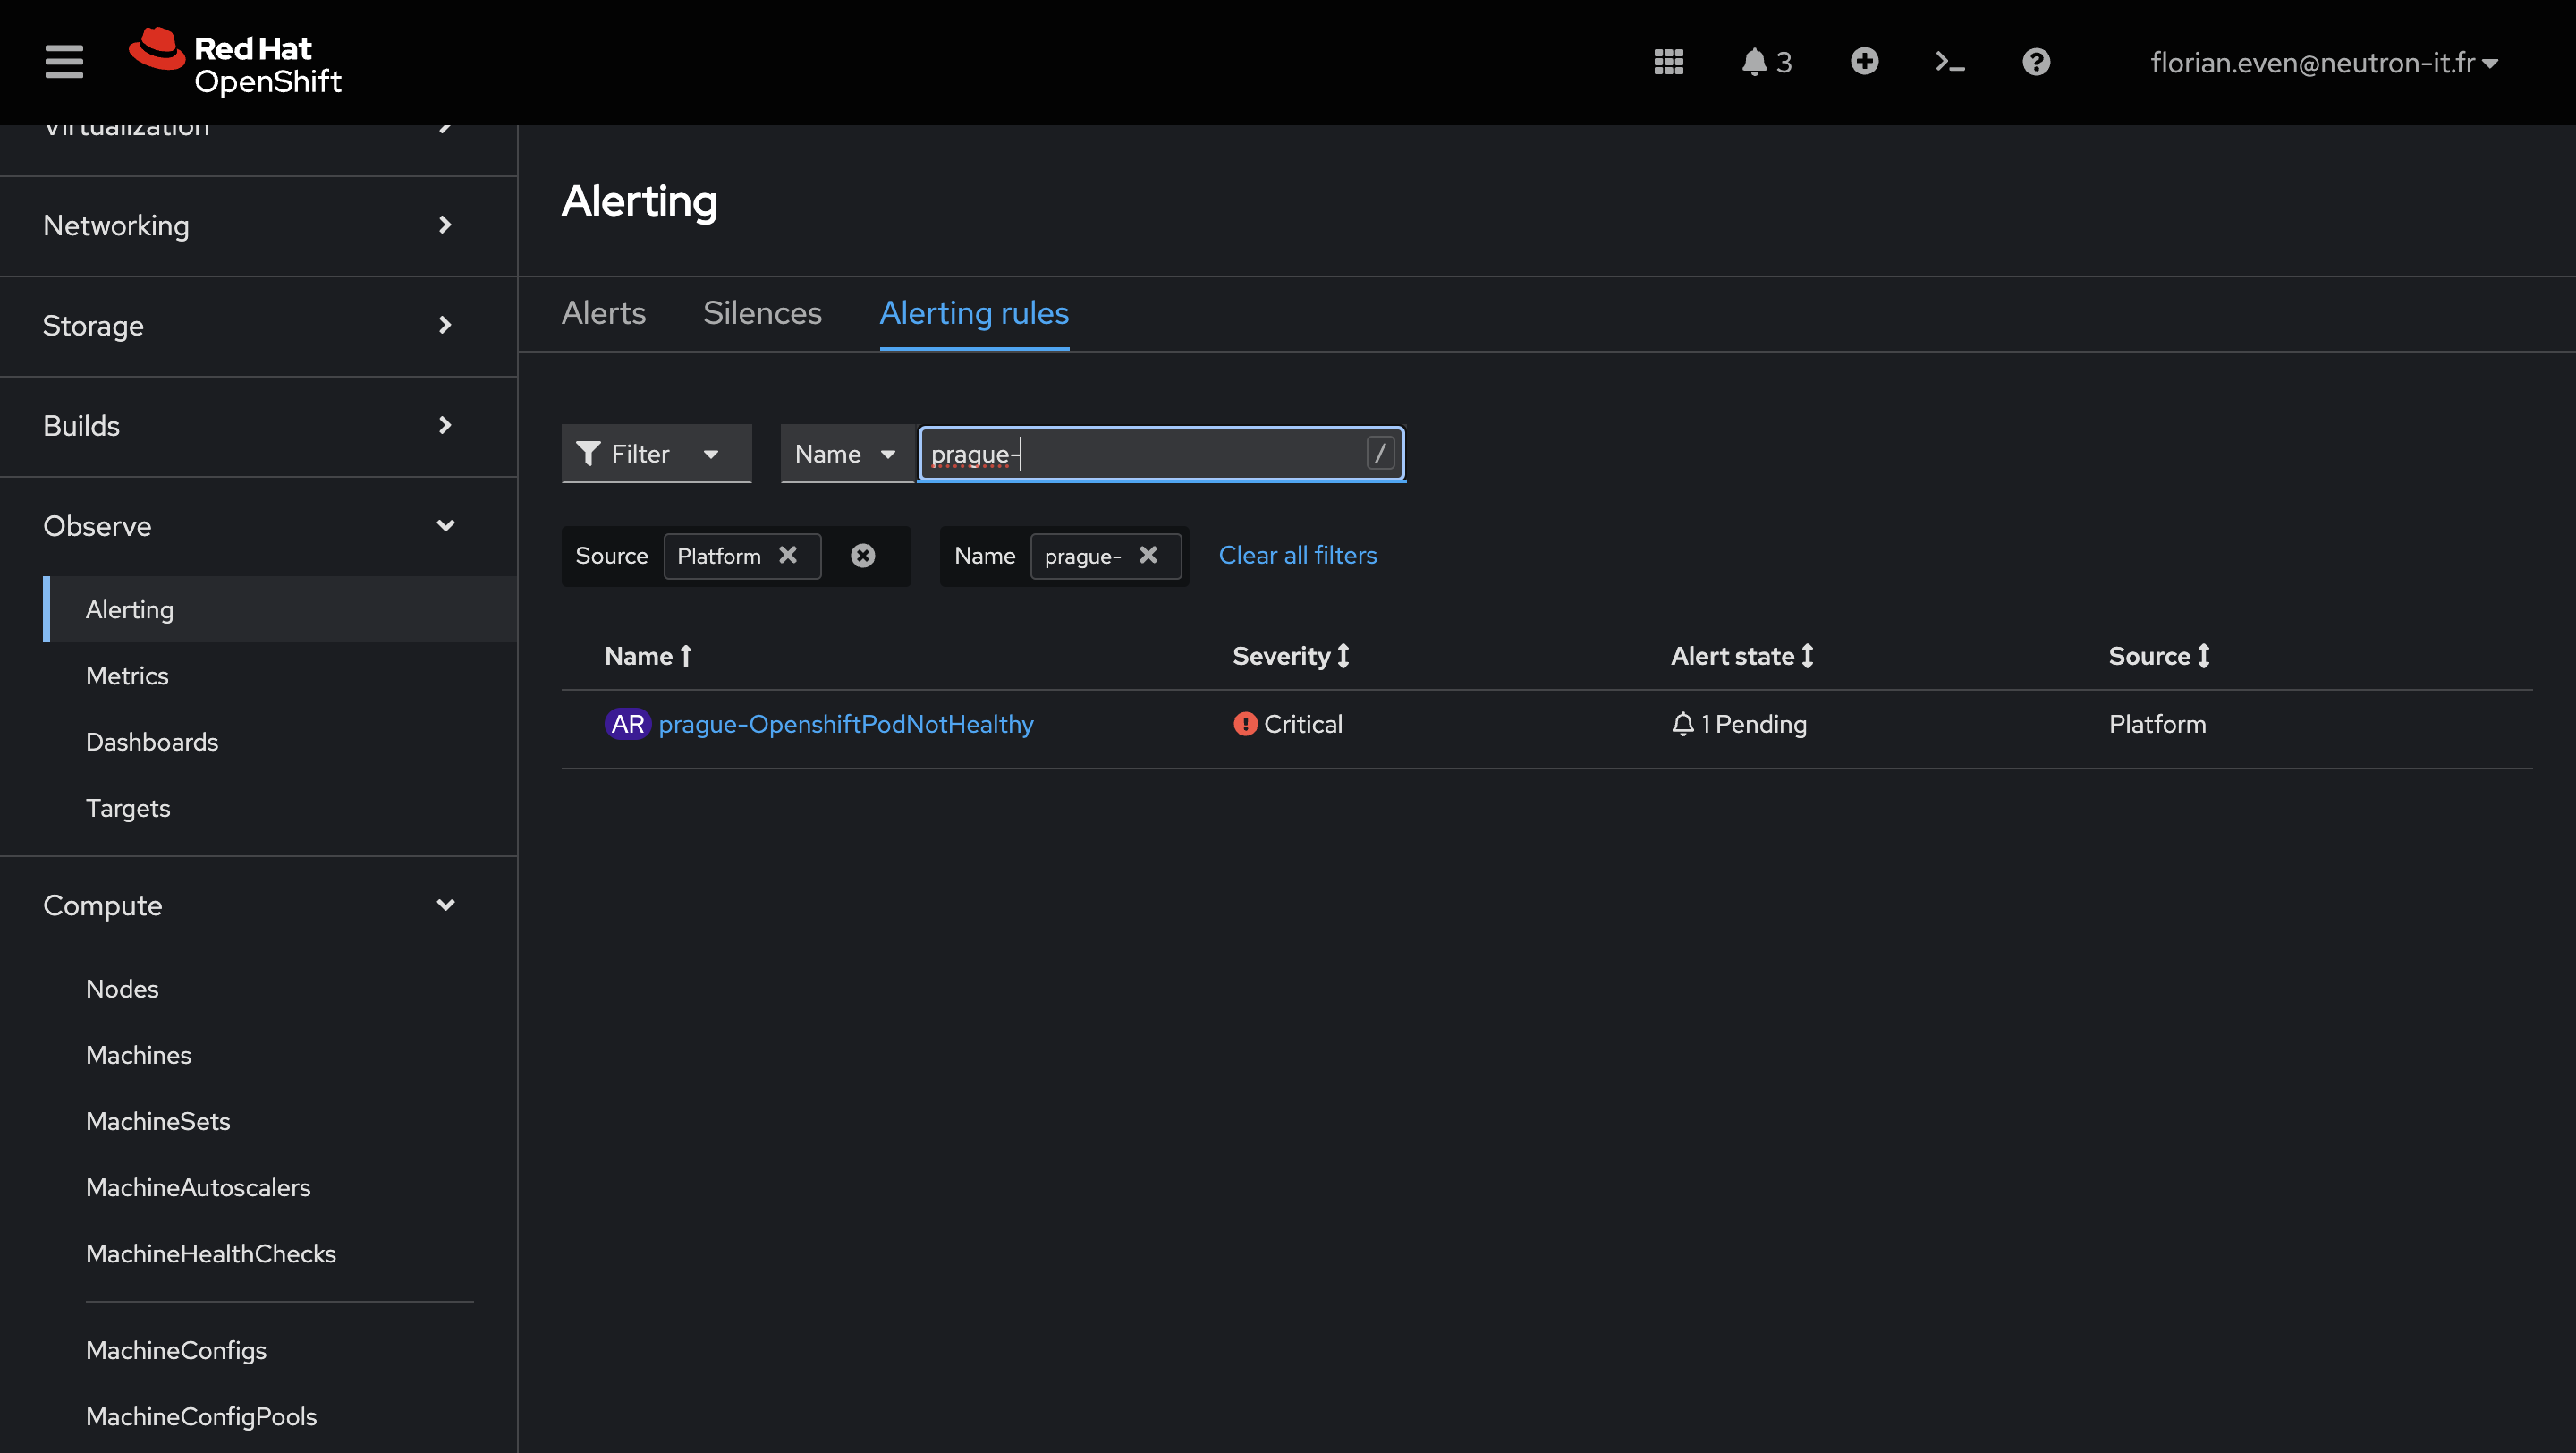 Red Hat
OpenShift
3
florian.even@neutron-it.fr
Virtualization
Networking
Storage
Builds
Observe
Alerting
Metrics
Dashboards
Targets
Compute
Nodes
Machines
MachineSets
MachineAutoscalers
MachineHealthChecks
MachineConfigs
MachineConfigPools
Alerting
Alerts Silences Alerting rules
Filter Name prague- /
Source Platform Name prague- Clear all filters
Name Severity Alert state Source
AR prague-OpenshiftPodNotHealthy Critical 1 Pending Platform